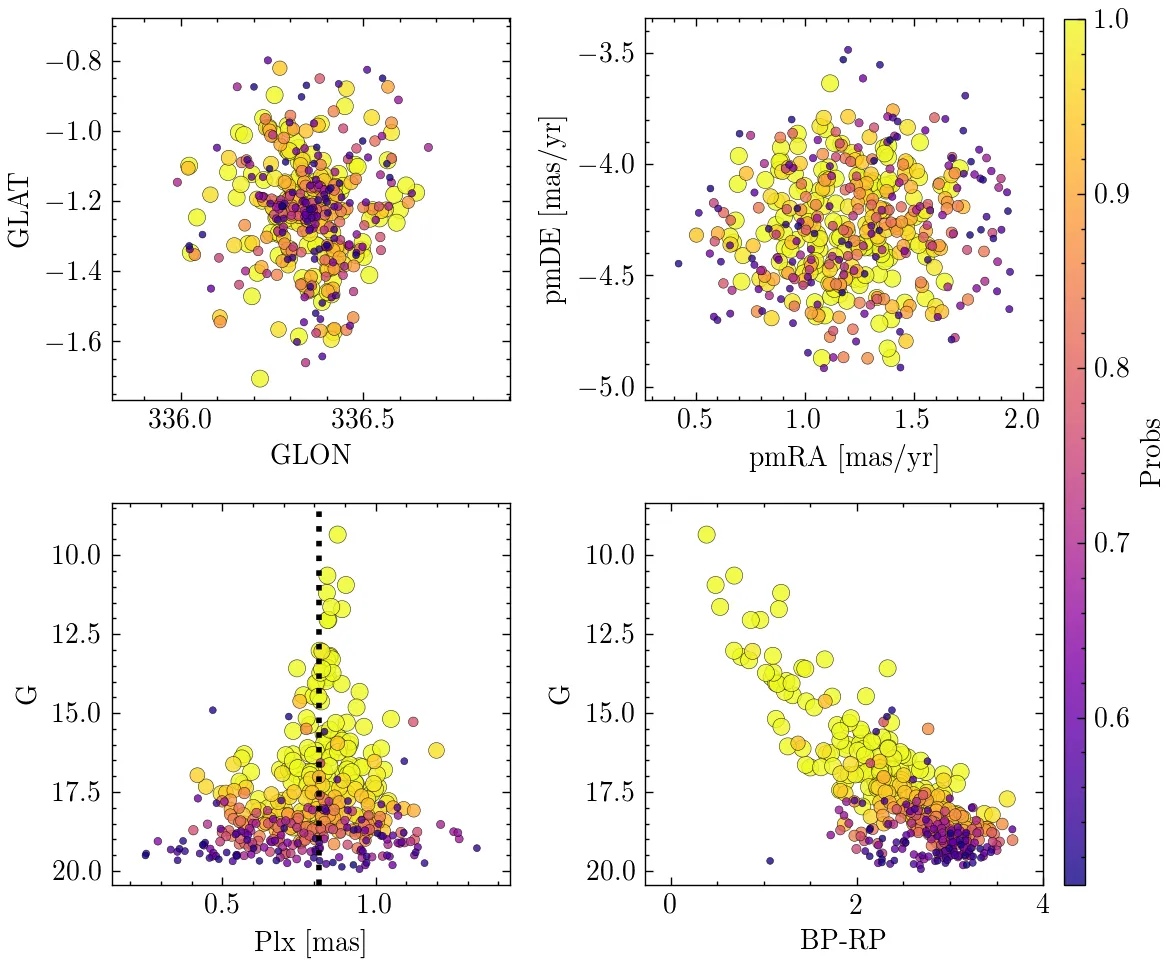 −0.8
−1.0
−1.2
−1.4
−1.6
GLAT
336.0 336.5
GLON
−3.5
−4.0
−4.5
−5.0
pmDE [mas/yr]
0.5 1.0 1.5 2.0
pmRA [mas/yr]
10.0
12.5
15.0
17.5
20.0
G
0.5 1.0
Plx [mas]
10.0
12.5
15.0
17.5
20.0
G
0 2 4
BP-RP
1.0
0.9
0.8
0.7
0.6
Probs